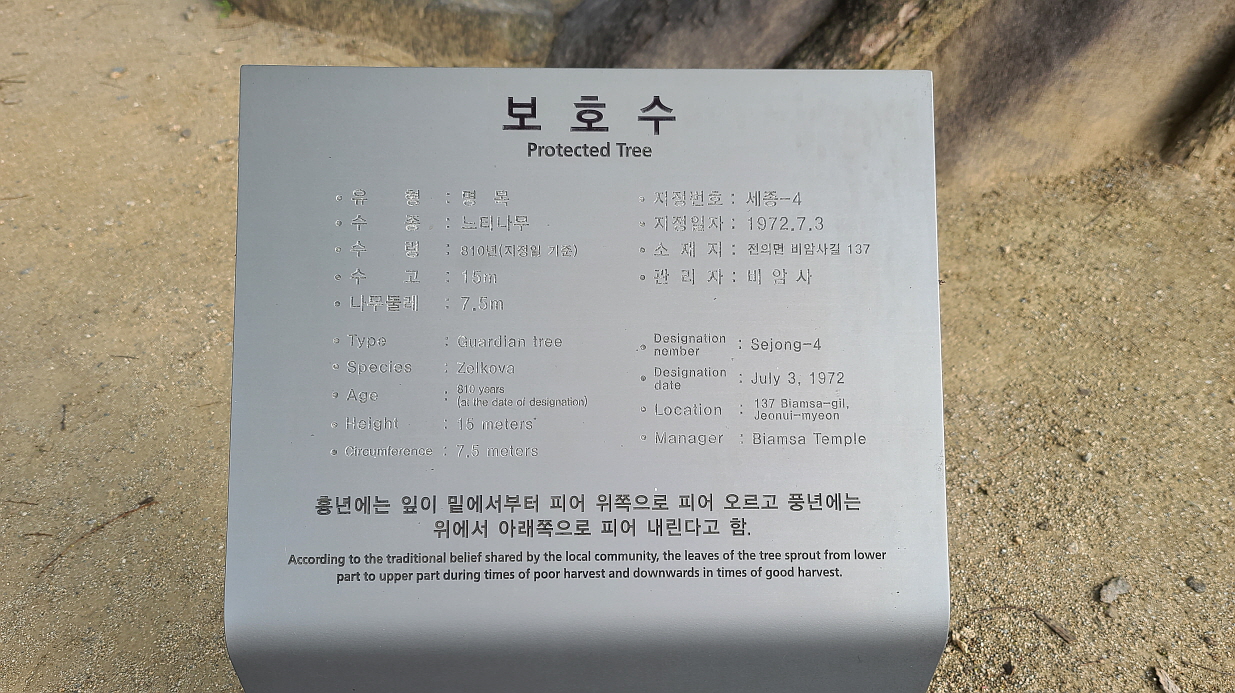 보호수
Protected Tree
• 유 형 : 명 목
• 수 종 : 느티나무
• 수 령 : 810년(지정일 기준)
• 수 고 : 15m
• 나무둘레 : 7.5m
• 지정번호 : 세종-4
• 지정일자 : 1972.7.3
• 소 재 지 : 전의면 비암사길 137
• 관 리 자 : 비 암 사
• Type : Guardian tree
• Species : Zelkova
• Age : 810 years
(at the date of designation)
• Height : 15 meters
• Circumference : 7.5 meters
• Designation
nember : Sejong-4
• Designation
date : July 3, 1972
• Location : 137 Biamsa-gil,
Jeonui-myeon
• Manager : Biamsa Temple
흉년에는 잎이 밑에서부터 피어 위쪽으로 피어 오르고 풍년에는
위에서 아래쪽으로 피어 내린다고 함.
According to the traditional belief shared by the local community, the leaves of the tree sprout from lower
part to upper part during times of poor harvest and downwards in times of good harvest.